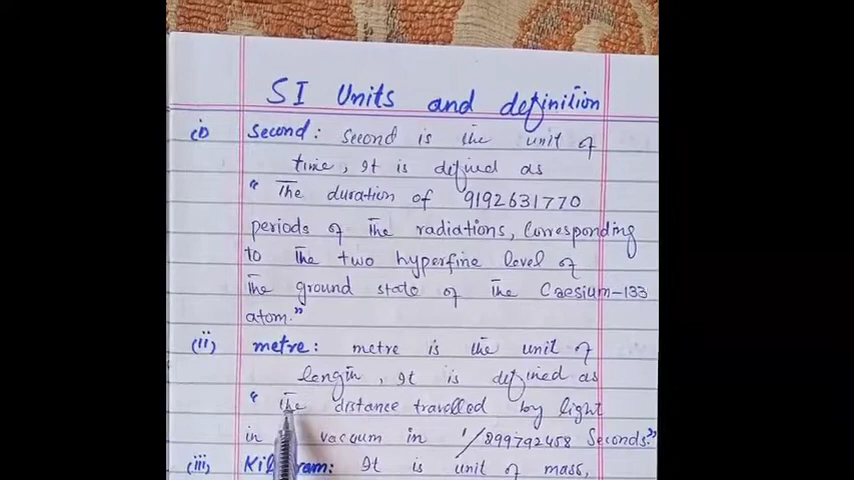 SI Units and definition
(i) Second: Second is the unit of
time, It is defined as
" The duration of 9192631770
periods of the radiations, Corresponding
to the two hyperfine level of
the ground state of the Caesium-133
atom."
(ii) metre: metre is the unit of
length, It is defined as
" the distance travelled by light
in vacuum in 1/299792458 Seconds."
(iii) It is unit of mass,